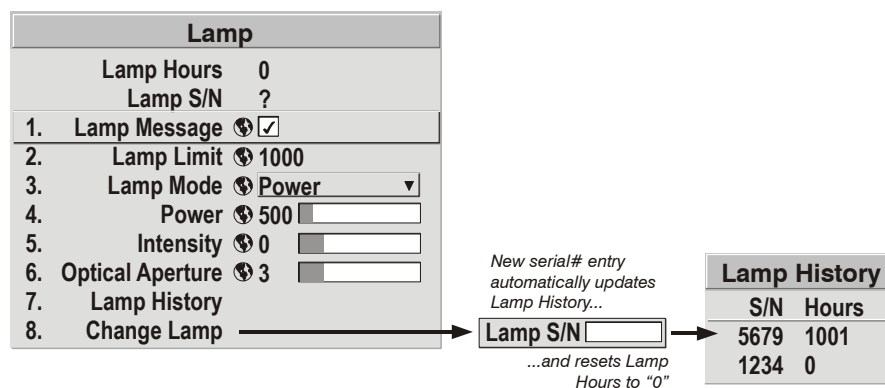 Lamp
Lamp Hours 0
Lamp S/N ?
1. Lamp Message ✓
2. Lamp Limit 1000
3. Lamp Mode Power ▼
4. Power 500
5. Intensity 0
6. Optical Aperture 3
7. Lamp History
8. Change Lamp
New serial# entry
automatically updates
Lamp History...
Lamp S/N
...and resets Lamp
Hours to “0”
Lamp History
S/N Hours
5679 1001
1234 0